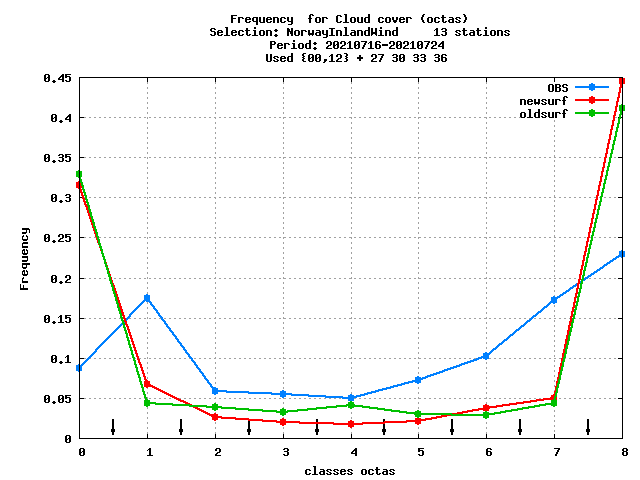 Frequency  for Cloud cover (octas)
Selection: NorwayInlandWind     13 stations
Period: 20210716-20210724
Used {00,12} + 27 30 33 36
OBS
newsurf
oldsurf
0.45
0.4
0.35
0.3
0.25
0.2
0.15
0.1
0.05
0
Frequency
0 1 2 3 4 5 6 7 8
classes octas